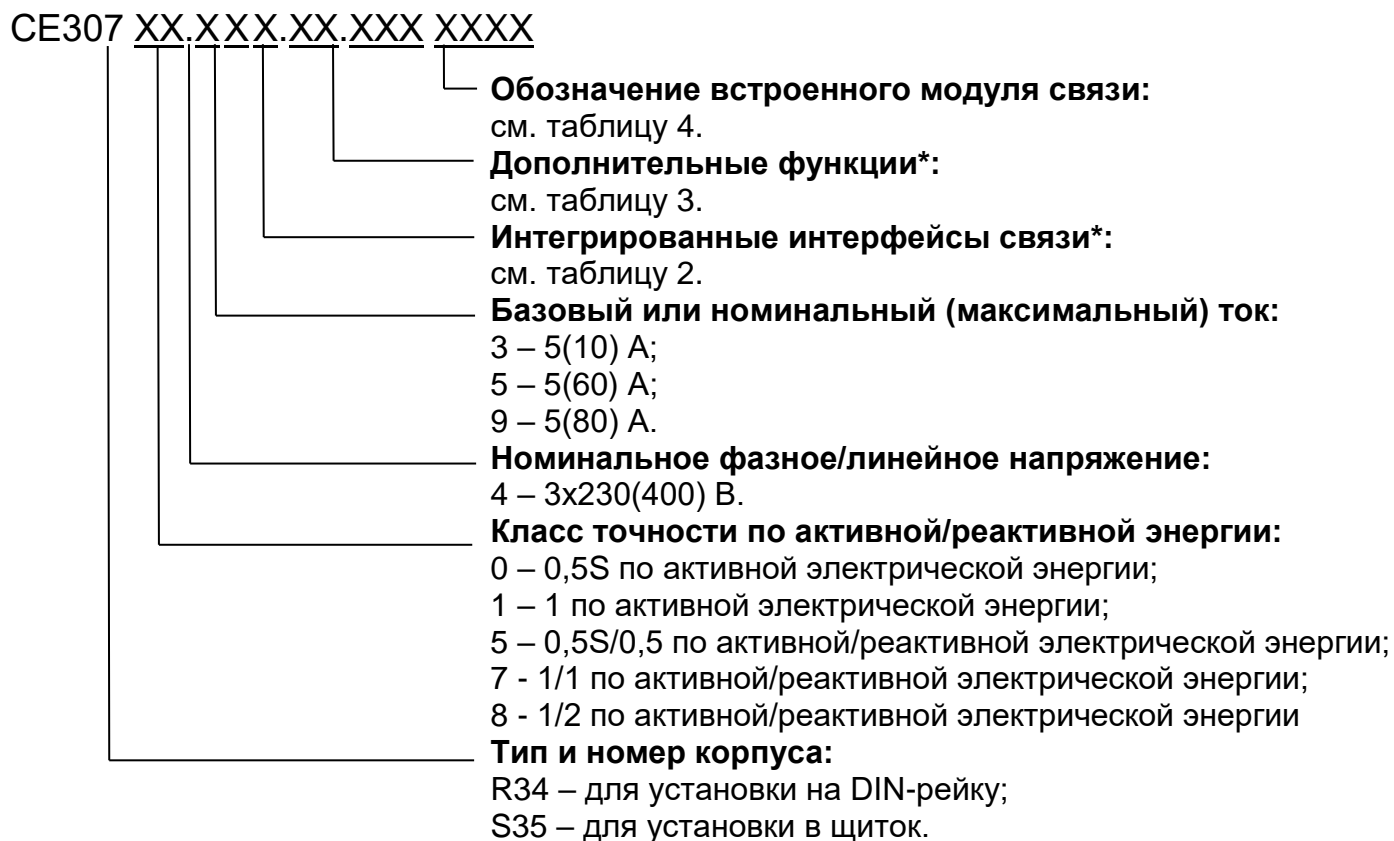 CE307 XX.XXX.XX.XXX XXXX
Обозначение встроенного модуля связи:
см. таблицу 4.
Дополнительные функции*:
см. таблицу 3.
Интегрированные интерфейсы связи*:
см. таблицу 2.
Базовый или номинальный (максимальный) ток:
3 – 5(10) А;
5 – 5(60) А;
9 – 5(80) А.
Номинальное фазное/линейное напряжение:
4 – 3x230(400) В.
Класс точности по активной/реактивной энергии:
0 – 0,5S по активной электрической энергии;
1 – 1 по активной электрической энергии;
5 – 0,5S/0,5 по активной/реактивной электрической энергии;
7 - 1/1 по активной/реактивной электрической энергии;
8 - 1/2 по активной/реактивной электрической энергии
Тип и номер корпуса:
R34 – для установки на DIN-рейку;
S35 – для установки в щиток.